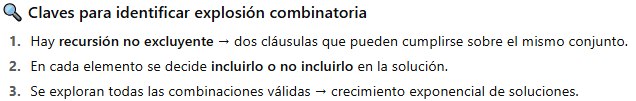 🔍 Claves para identificar explosión combinatoria
1. Hay recursión no excluyente → dos cláusulas que pueden cumplirse sobre el mismo conjunto.
2. En cada elemento se decide incluirlo o no incluirlo en la solución.
3. Se exploran todas las combinaciones válidas → crecimiento exponencial de soluciones.